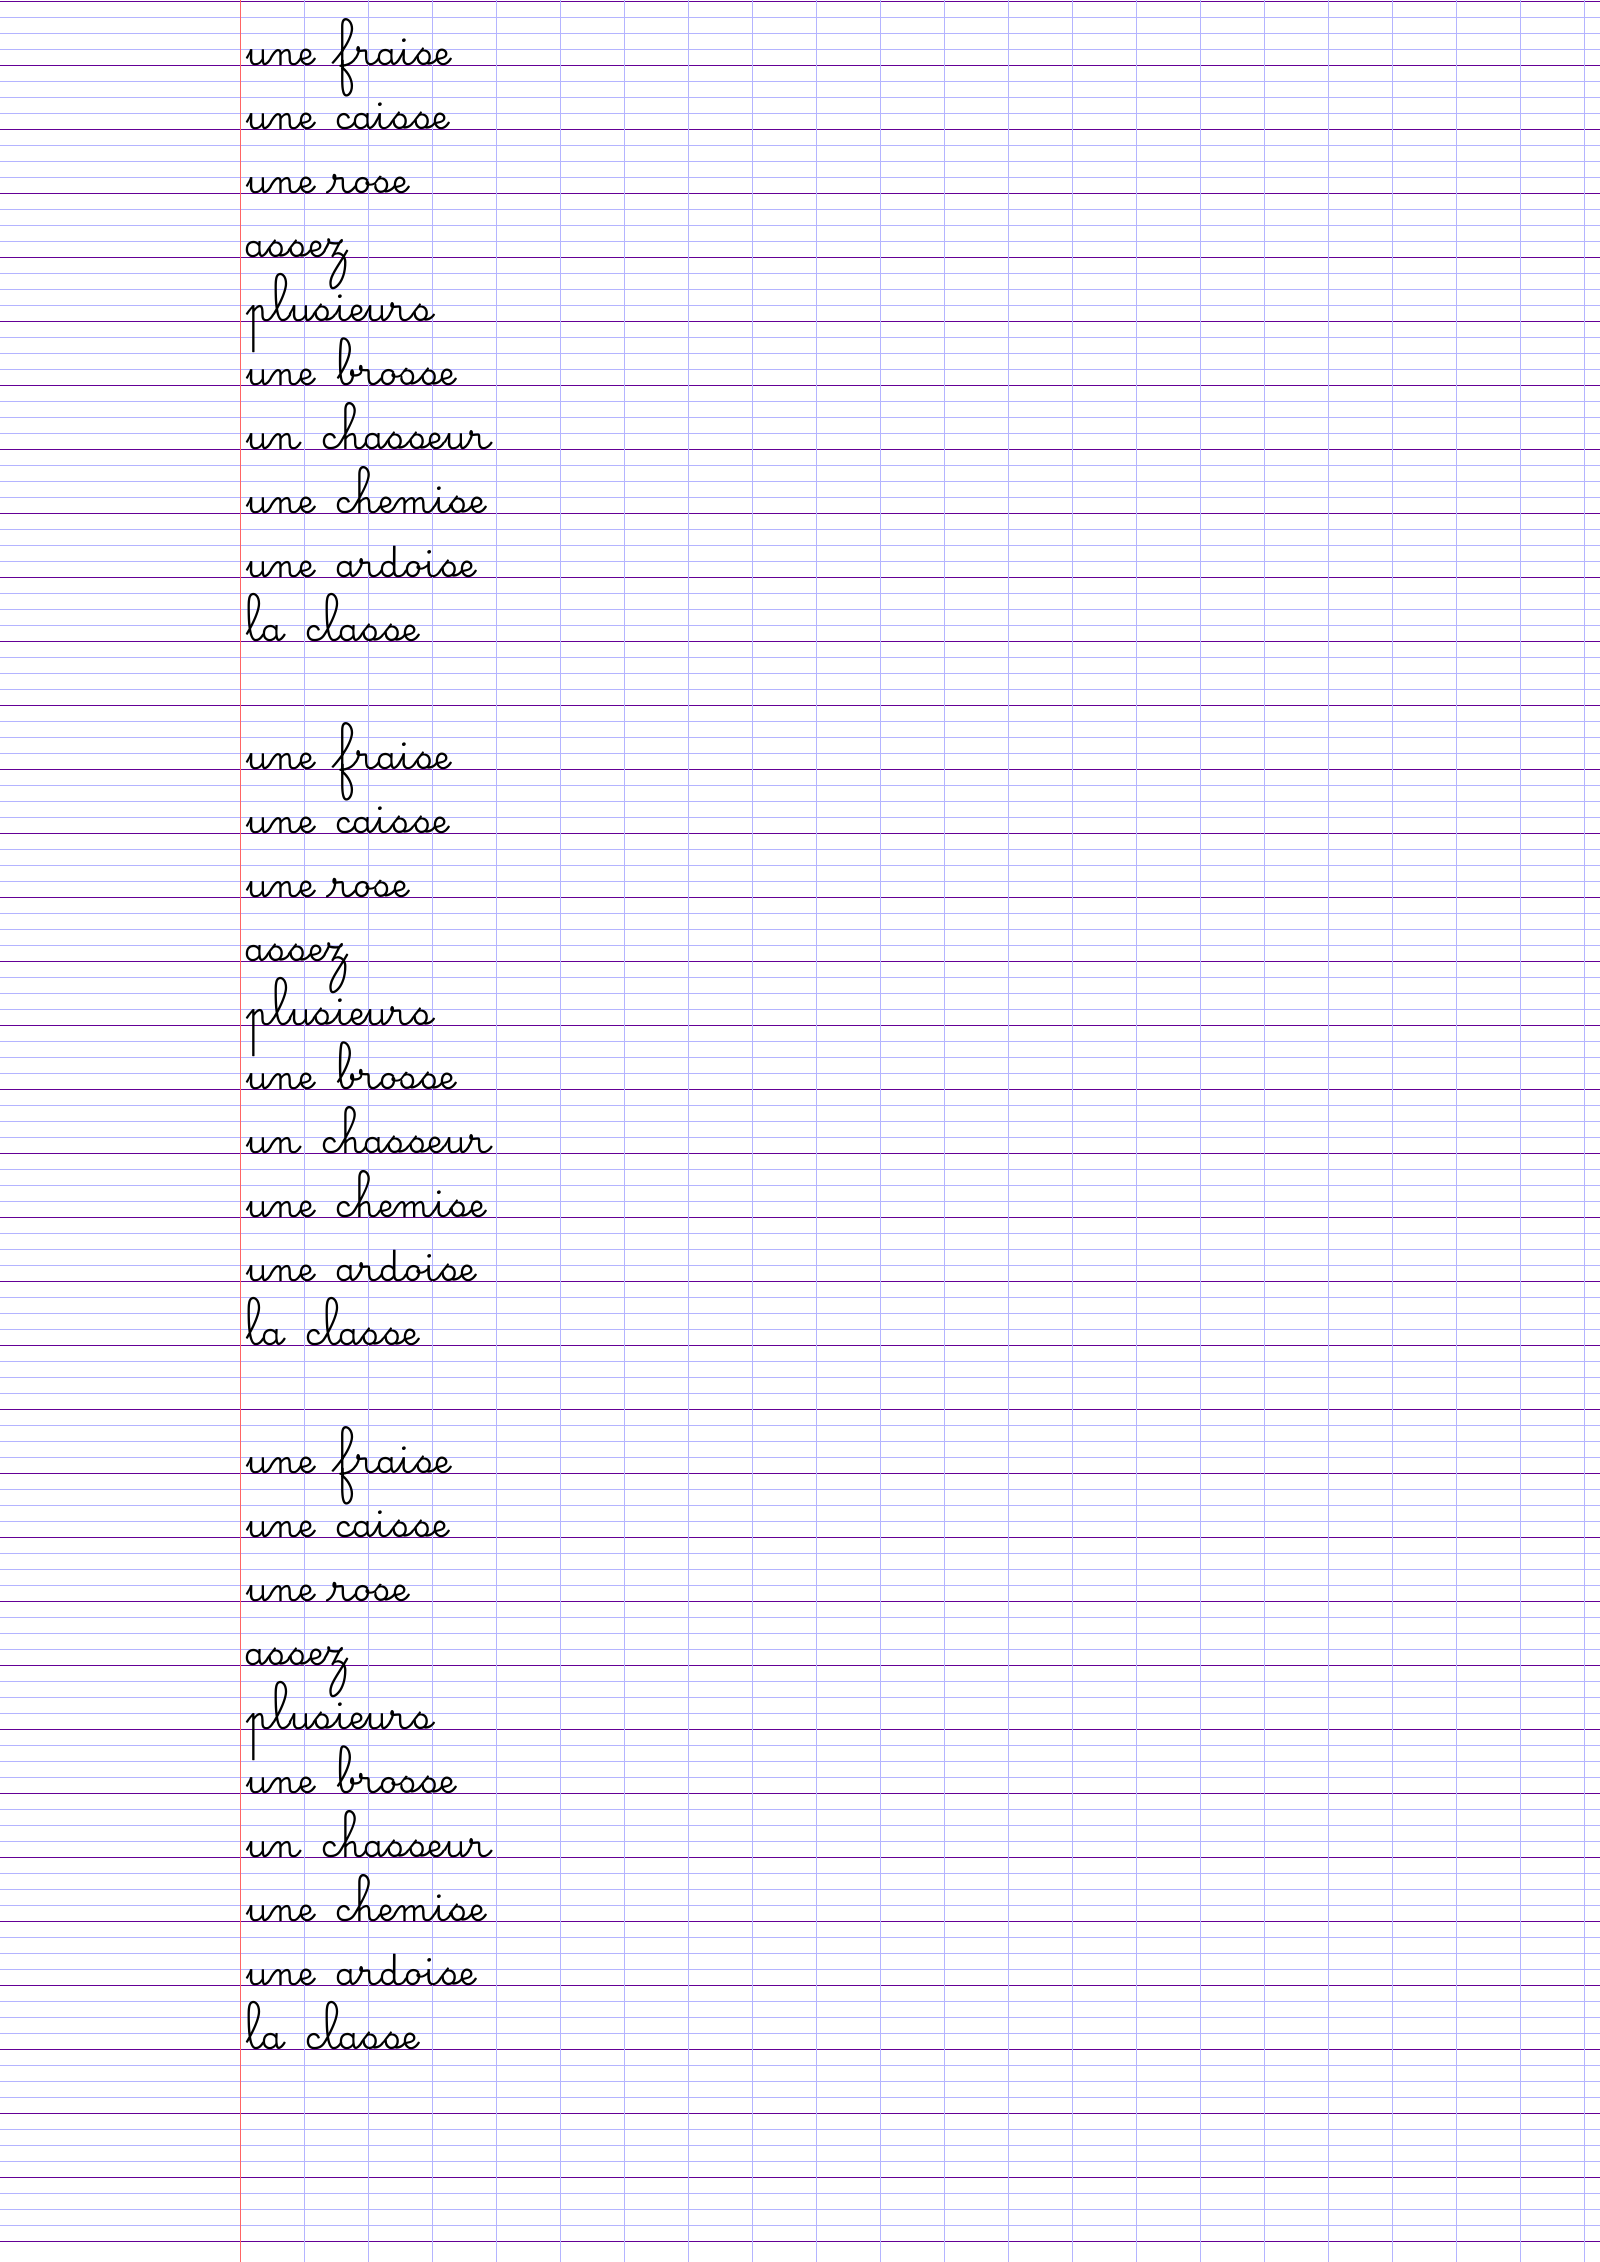 une fraise
une caisse
une rose
assez
plusieurs
une brosse
un chasseur
une chemise
une ardoise
la classe
une fraise
une caisse
une rose
assez
plusieurs
une brosse
un chasseur
une chemise
une ardoise
la classe
une fraise
une caisse
une rose
assez
plusieurs
une brosse
un chasseur
une chemise
une ardoise
la classe